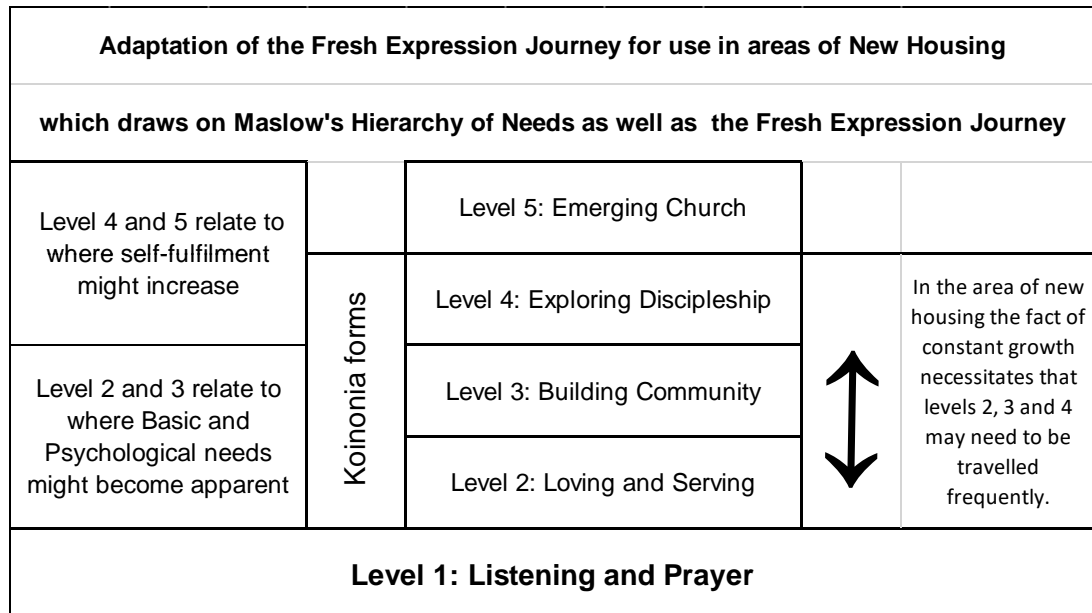 Adaptation of the Fresh Expression Journey for use in areas of New Housing
which draws on Maslow's Hierarchy of Needs as well as the Fresh Expression Journey
Level 4 and 5 relate to
where self-fulfilment
might increase
Level 2 and 3 relate to
where Basic and
Psychological needs
might become apparent
Koinonia forms
Level 5: Emerging Church
Level 4: Exploring Discipleship
Level 3: Building Community
Level 2: Loving and Serving
In the area of new
housing the fact of
constant growth
necessitates that
levels 2, 3 and 4
may need to be
travelled
frequently.
Level 1: Listening and Prayer